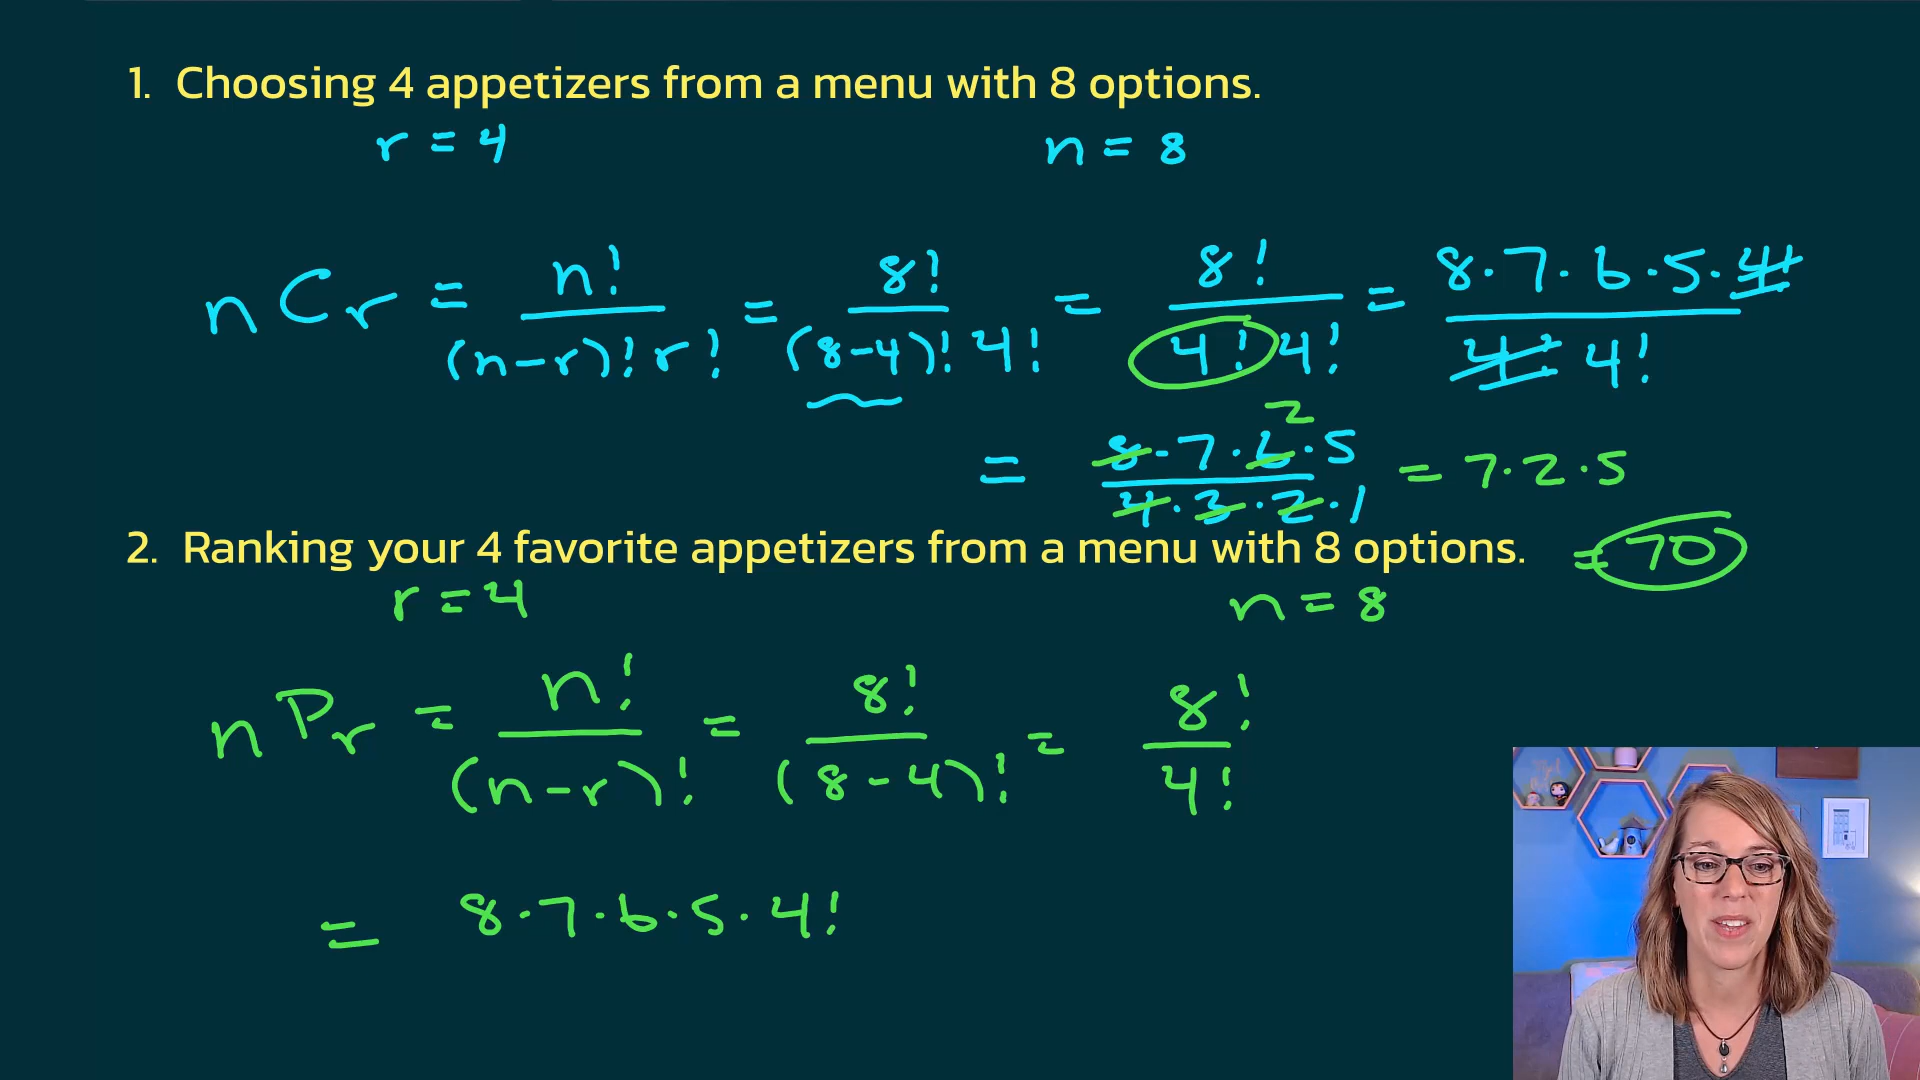 1. Choosing 4 appetizers from a menu with 8 options.
r = 4 n = 8
nCr = n!/(n-r)! r! = 8!/(8-4)! 4! = 8!/4! 4! = 8·7·6·5·4!/4! 4!
= 8·7·6·5/4·3·2·1 2 = 7·2·5
2. Ranking your 4 favorite appetizers from a menu with 8 options. = 70
r = 4 n = 8
nPr = n!/(n-r)! = 8!/(8-4)! = 8!/4!
= 8·7·6·5·4!